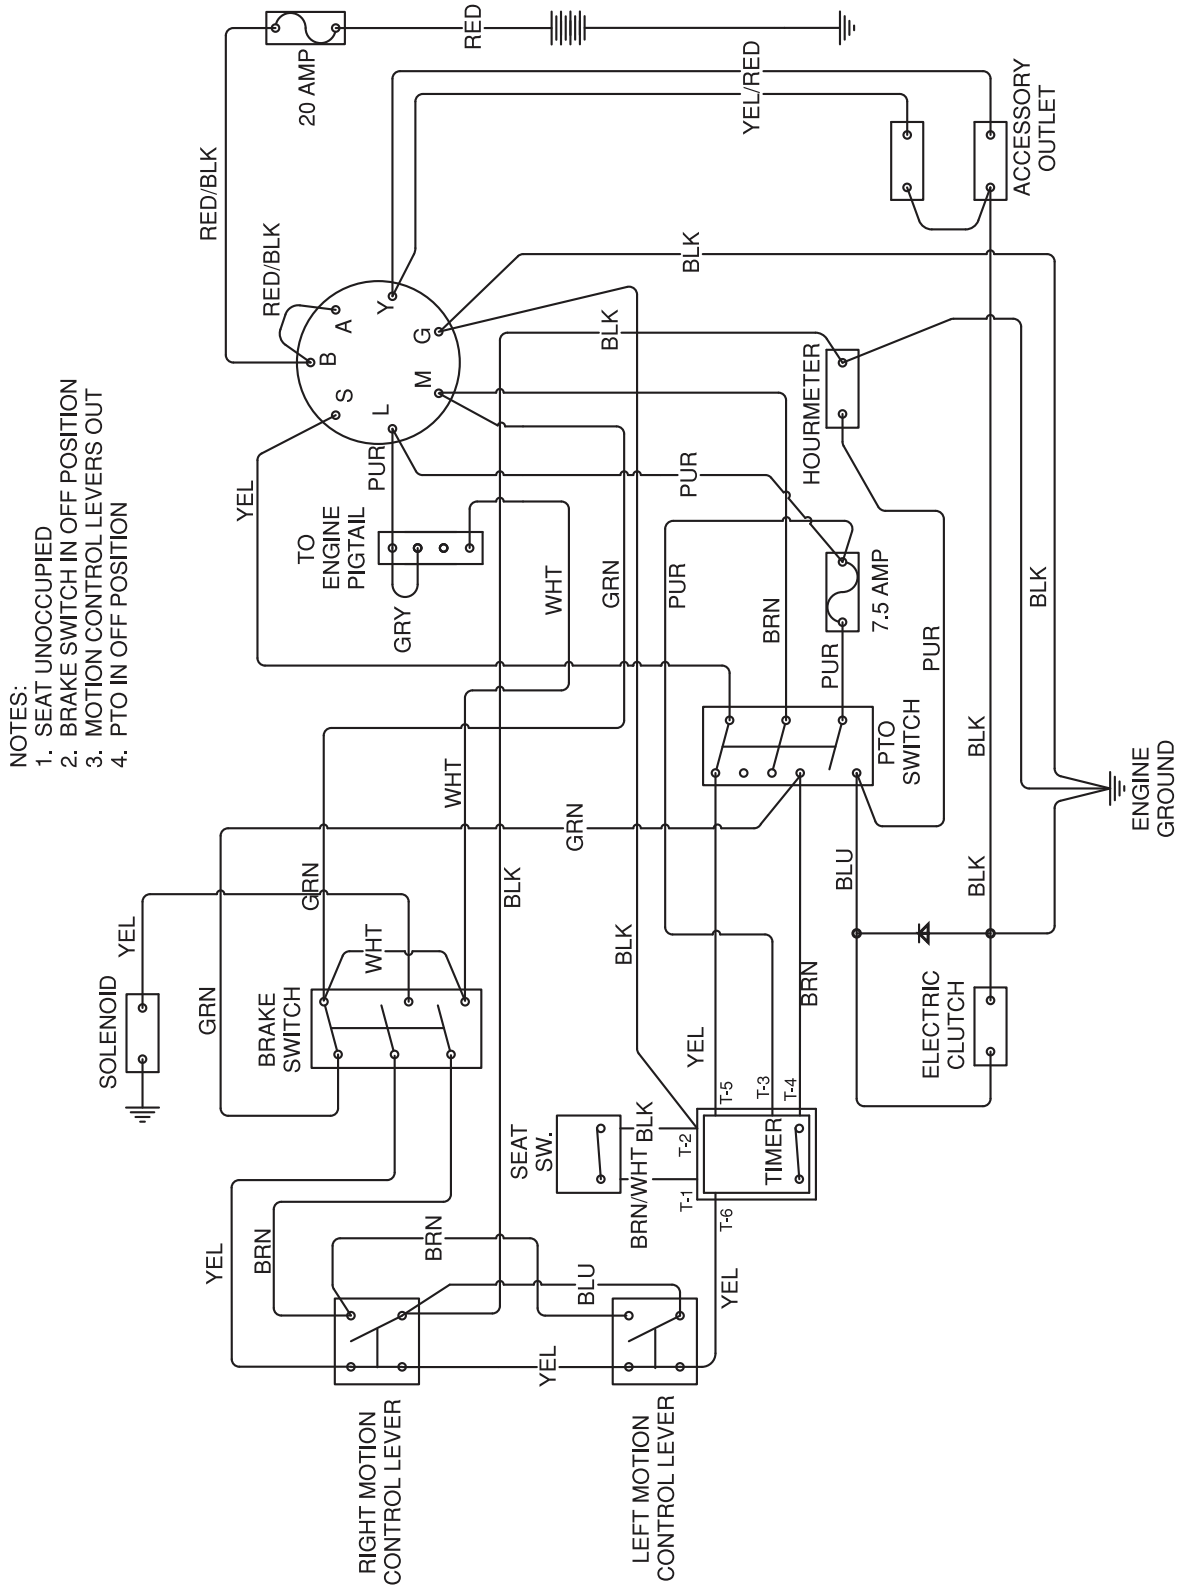 NOTES:
1. SEAT UNOCCUPIED
2. BRAKE SWITCH IN OFF POSITION
3. MOTION CONTROL LEVERS OUT
4. PTO IN OFF POSITION
RED/BLK
20 AMP
RED
RED/BLK
YEL/RED
ACCESSORY
OUTLET
A
B
S
L
M
G
Y
BLK
BLK
YEL
PUR
PUR
HOURMETER
TO
ENGINE
PIGTAIL
GRY
WHT
GRN
PUR
BRN
7.5 AMP
PUR
PUR
BLK
PTO
SWITCH
BLK
ENGINE
GROUND
WHT
GRN
GRN
BLK
BLU
BLK
YEL
WHT
BLK
SOLENOID
GRN
BRAKE
SWITCH
BRN
ELECTRIC
CLUTCH
YEL
SEAT
SW.
BLK
BRN/WHT
T-1
T-2
T-5
T-3
T-4
TIMER
T-6
YEL
BRN
BRN
BLU
YEL
YEL
RIGHT MOTION
CONTROL LEVER
LEFT MOTION
CONTROL LEVER